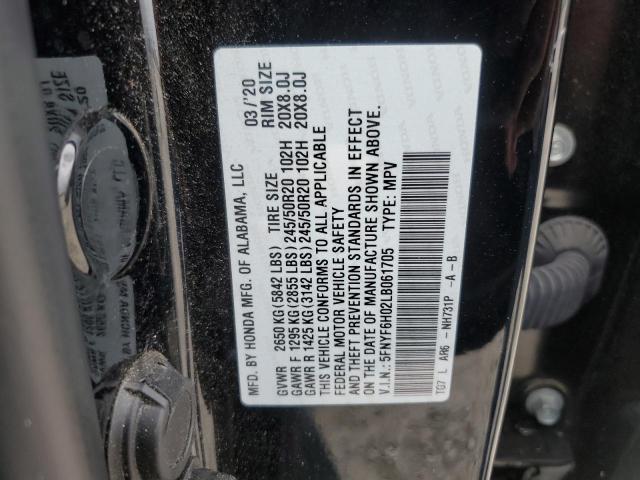 MFD. BY HONDA MFG. OF ALABAMA, LLC 03/'20
GVWR 2650 KG (5842 LBS) TIRE SIZE RIM SIZE
GAWR F 1295 KG (2855 LBS) 245/50R20 102H 20X8.0J
GAWR R 1425 KG (3142 LBS) 245/50R20 102H 20X8.0J
THIS VEHICLE CONFORMS TO ALL APPLICABLE
FEDERAL MOTOR VEHICLE SAFETY
AND THEFT PREVENTION STANDARDS IN EFFECT
ON THE DATE OF MANUFACTURE SHOWN ABOVE.
V.I.N.: 5FNYF6H02LB061705 TYPE: MPV
TG7 L AR6 - NH731P -A-B